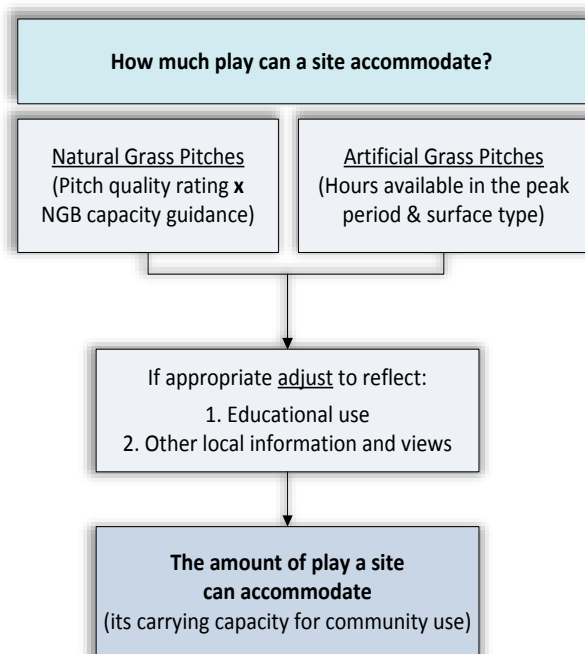 How much play can a site accommodate?
Natural Grass Pitches
(Pitch quality rating x
NGB capacity guidance)
Artificial Grass Pitches
(Hours available in the peak
period & surface type)
If appropriate adjust to reflect:
1. Educational use
2. Other local information and views
The amount of play a site
can accommodate
(its carrying capacity for community use)